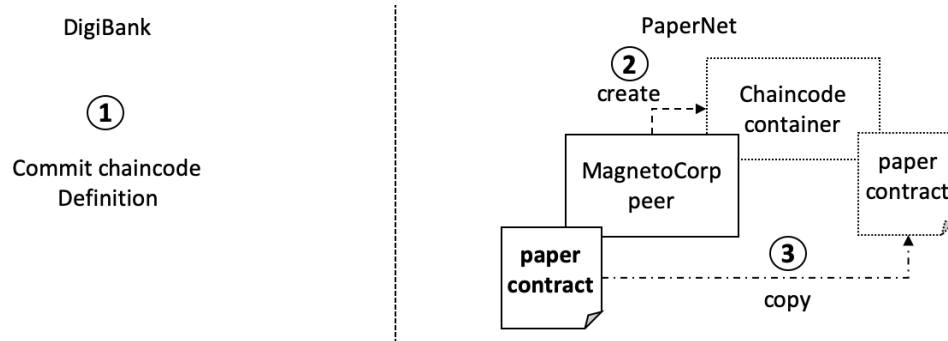 DigiBank
1
Commit chaincode
Definition
PaperNet
2
create
Chaincode
container
MagnetoCorp
peer
paper
contract
paper
contract
3
copy